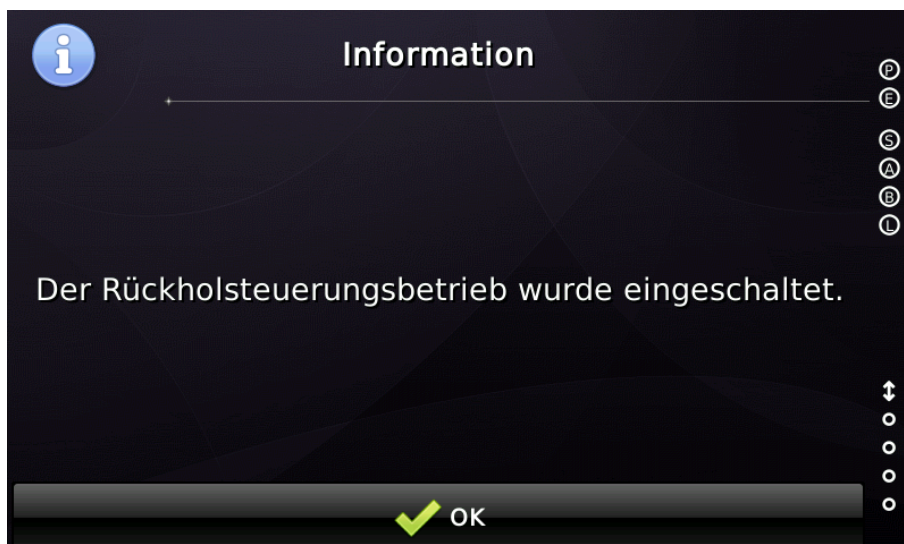 Information
P
E
S
A
B
L
Der Rückholsteuerungsbetrieb wurde eingeschaltet.
OK